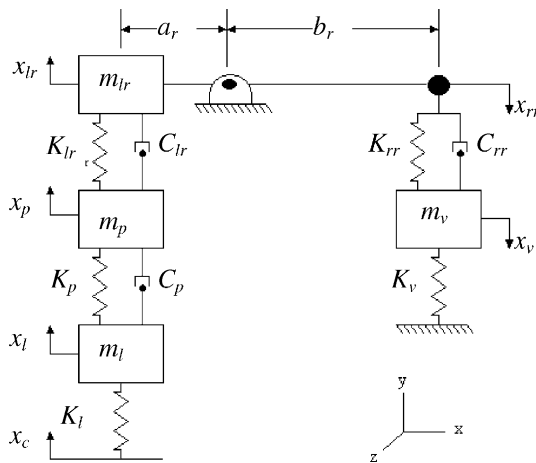 a_r b_r
x_lr m_lr x_rr
K_lr C_lr K_rr C_rr
r
x_p m_p m_v x_v
K_p C_p K_v
x_l m_l
K_l
x_c
y
x
z